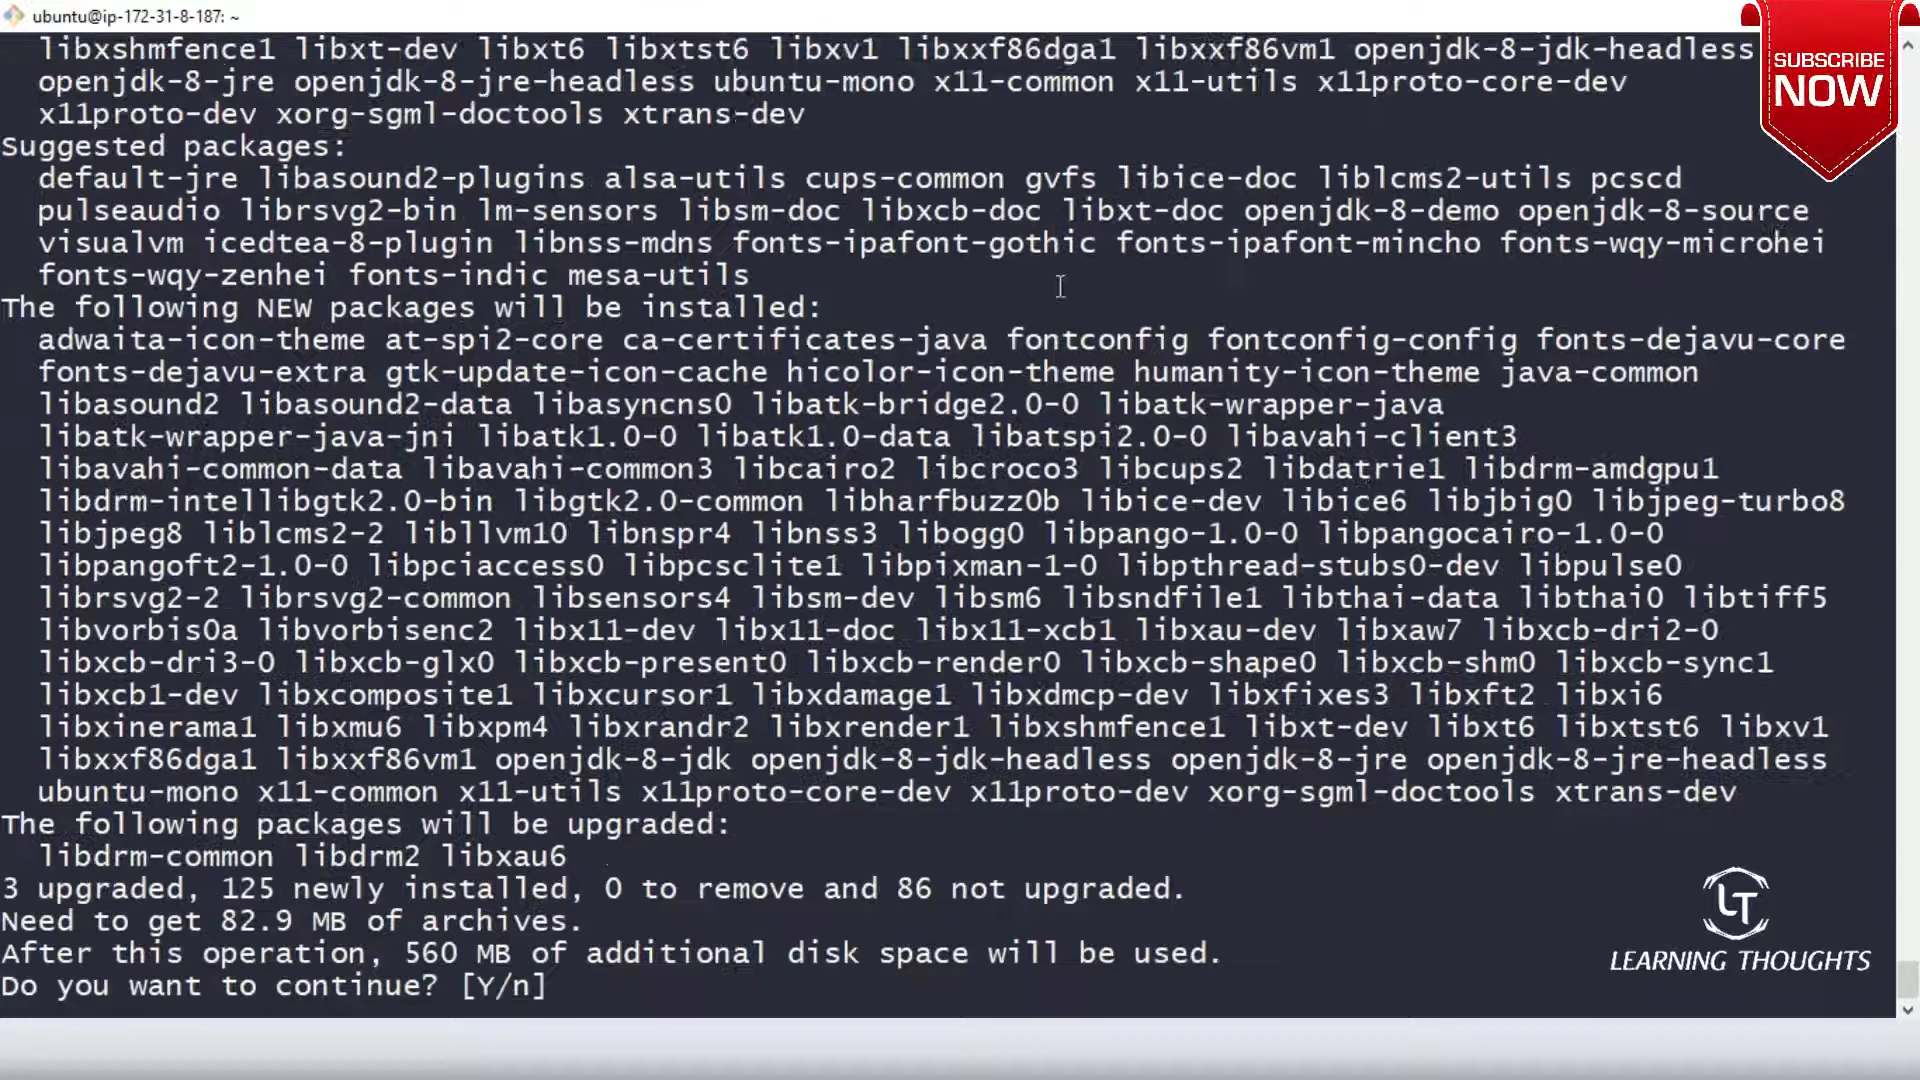 ubuntu@ip-172-31-8-187: ~
libxshmfence1 libxt-dev libxt6 libxtst6 libxv1 libxxf86dga1 libxxf86vm1 openjdk-8-jdk-headless
openjdk-8-jre openjdk-8-jre-headless ubuntu-mono x11-common x11-utils x11proto-core-dev
x11proto-dev xorg-sgml-doctools xtrans-dev
Suggested packages:
default-jre libasound2-plugins alsa-utils cups-common gvfs libice-doc liblcms2-utils pcscd
pulseaudio librsvg2-bin lm-sensors libsm-doc libxcb-doc libxt-doc openjdk-8-demo openjdk-8-source
visualvm icedtea-8-plugin libnss-mdns fonts-ipafont-gothic fonts-ipafont-mincho fonts-wqy-microhei
fonts-wqy-zenhei fonts-indic mesa-utils
The following NEW packages will be installed:
adwaita-icon-theme at-spi2-core ca-certificates-java fontconfig fontconfig-config fonts-dejavu-core
fonts-dejavu-extra gtk-update-icon-cache hicolor-icon-theme humanity-icon-theme java-common
libasound2 libasound2-data libasyncns0 libatk-bridge2.0-0 libatk-wrapper-java
libatk-wrapper-java-jni libatk1.0-0 libatk1.0-data libatspi2.0-0 libavahi-client3
libavahi-common-data libavahi-common3 libcairo2 libcroco3 libcups2 libdatrie1 libdrm-amdgpu1
libdrm-intellibgtk2.0-bin libgtk2.0-common libharfbuzz0b libice-dev libice6 libjbig0 libjpeg-turbo8
libjpeg8 liblcms2-2 libllvm10 libnspr4 libnss3 libogg0 libpango-1.0-0 libpangocairo-1.0-0
libpangoft2-1.0-0 libpciaccess0 libpcsclite1 libpixman-1-0 libpthread-stubs0-dev libpulse0
librsvg2-2 librsvg2-common libsensors4 libsm-dev libsm6 libsndfile1 libthai-data libthai0 libtiff5
libvorbis0a libvorbisenc2 libx11-dev libx11-doc libx11-xcb1 libxau-dev libxaw7 libxcb-dri2-0
libxcb-dri3-0 libxcb-glx0 libxcb-present0 libxcb-render0 libxcb-shape0 libxcb-shm0 libxcb-sync1
libxcb1-dev libxcomposite1 libxcursor1 libxdamage1 libxdmcp-dev libxfixes3 libxft2 libxi6
libxinerama1 libxmu6 libxpm4 libxrandr2 libxrender1 libxshmfence1 libxt-dev libxt6 libxtst6 libxv1
libxxf86dga1 libxxf86vm1 openjdk-8-jdk openjdk-8-jdk-headless openjdk-8-jre openjdk-8-jre-headless
ubuntu-mono x11-common x11-utils x11proto-core-dev x11proto-dev xorg-sgml-doctools xtrans-dev
The following packages will be upgraded:
libdrm-common libdrm2 libxau6
3 upgraded, 125 newly installed, 0 to remove and 86 not upgraded.
Need to get 82.9 MB of archives.
After this operation, 560 MB of additional disk space will be used.
Do you want to continue? [Y/n]
SUBSCRIBE
NOW
LT
LEARNING THOUGHTS